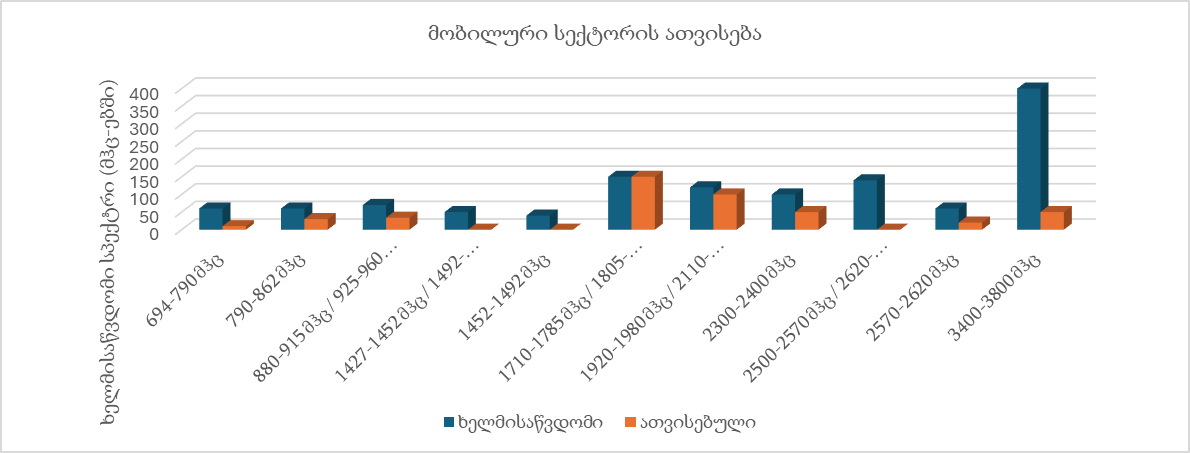 მობილური სექტორის ათვისება
ხელმისაწვდომი სპექტრი (მჰც-ებში)
400
350
300
250
200
150
100
50
0
694-790მჰც
790-862მჰც
880-915მჰც / 925-960…
1427-1452მჰც / 1492-…
1452-1492მჰც
1710-1785მჰც / 1805-…
1920-1980მჰც / 2110-…
2300-2400მჰც
2500-2570მჰც / 2620-…
2570-2620მჰც
3400-3800მჰც
ხელმისაწვდომი
ათვისებული